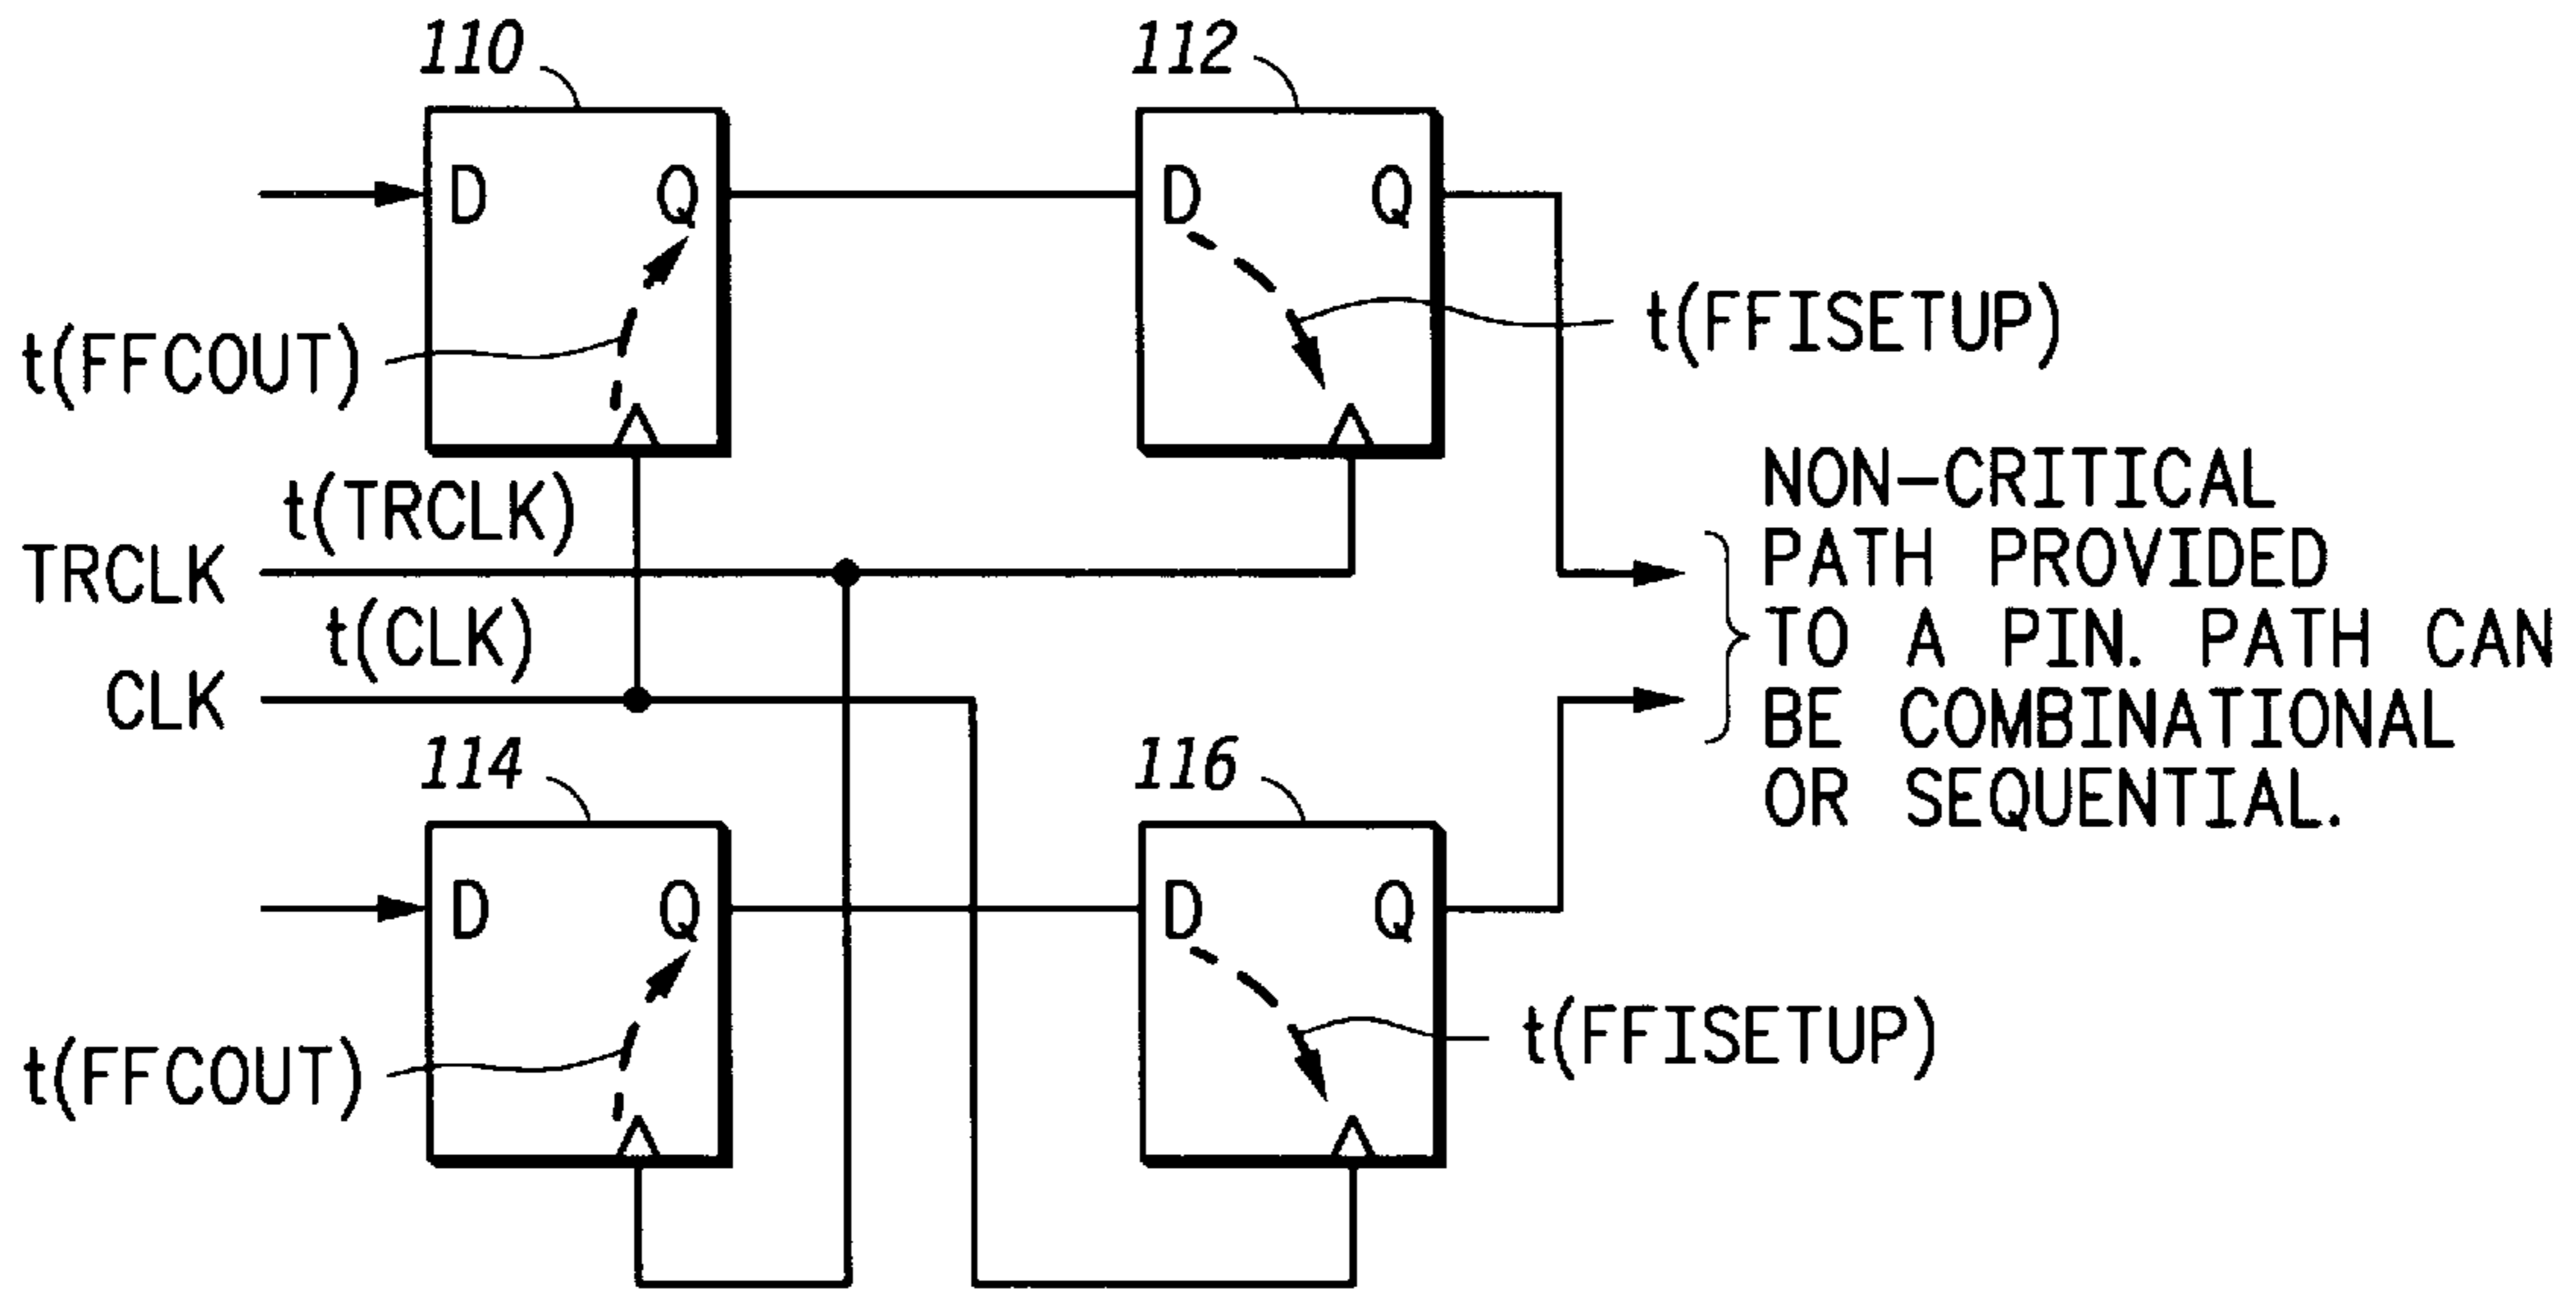 110
112
D Q
D Q
t(FFCOUT)
t(FFISETUP)
t(TRCLK)
TRCLK
t(CLK)
CLK
NON-CRITICAL
PATH PROVIDED
TO A PIN. PATH CAN
BE COMBINATIONAL
OR SEQUENTIAL.
114
116
D Q
D Q
t(FFCOUT)
t(FFISETUP)